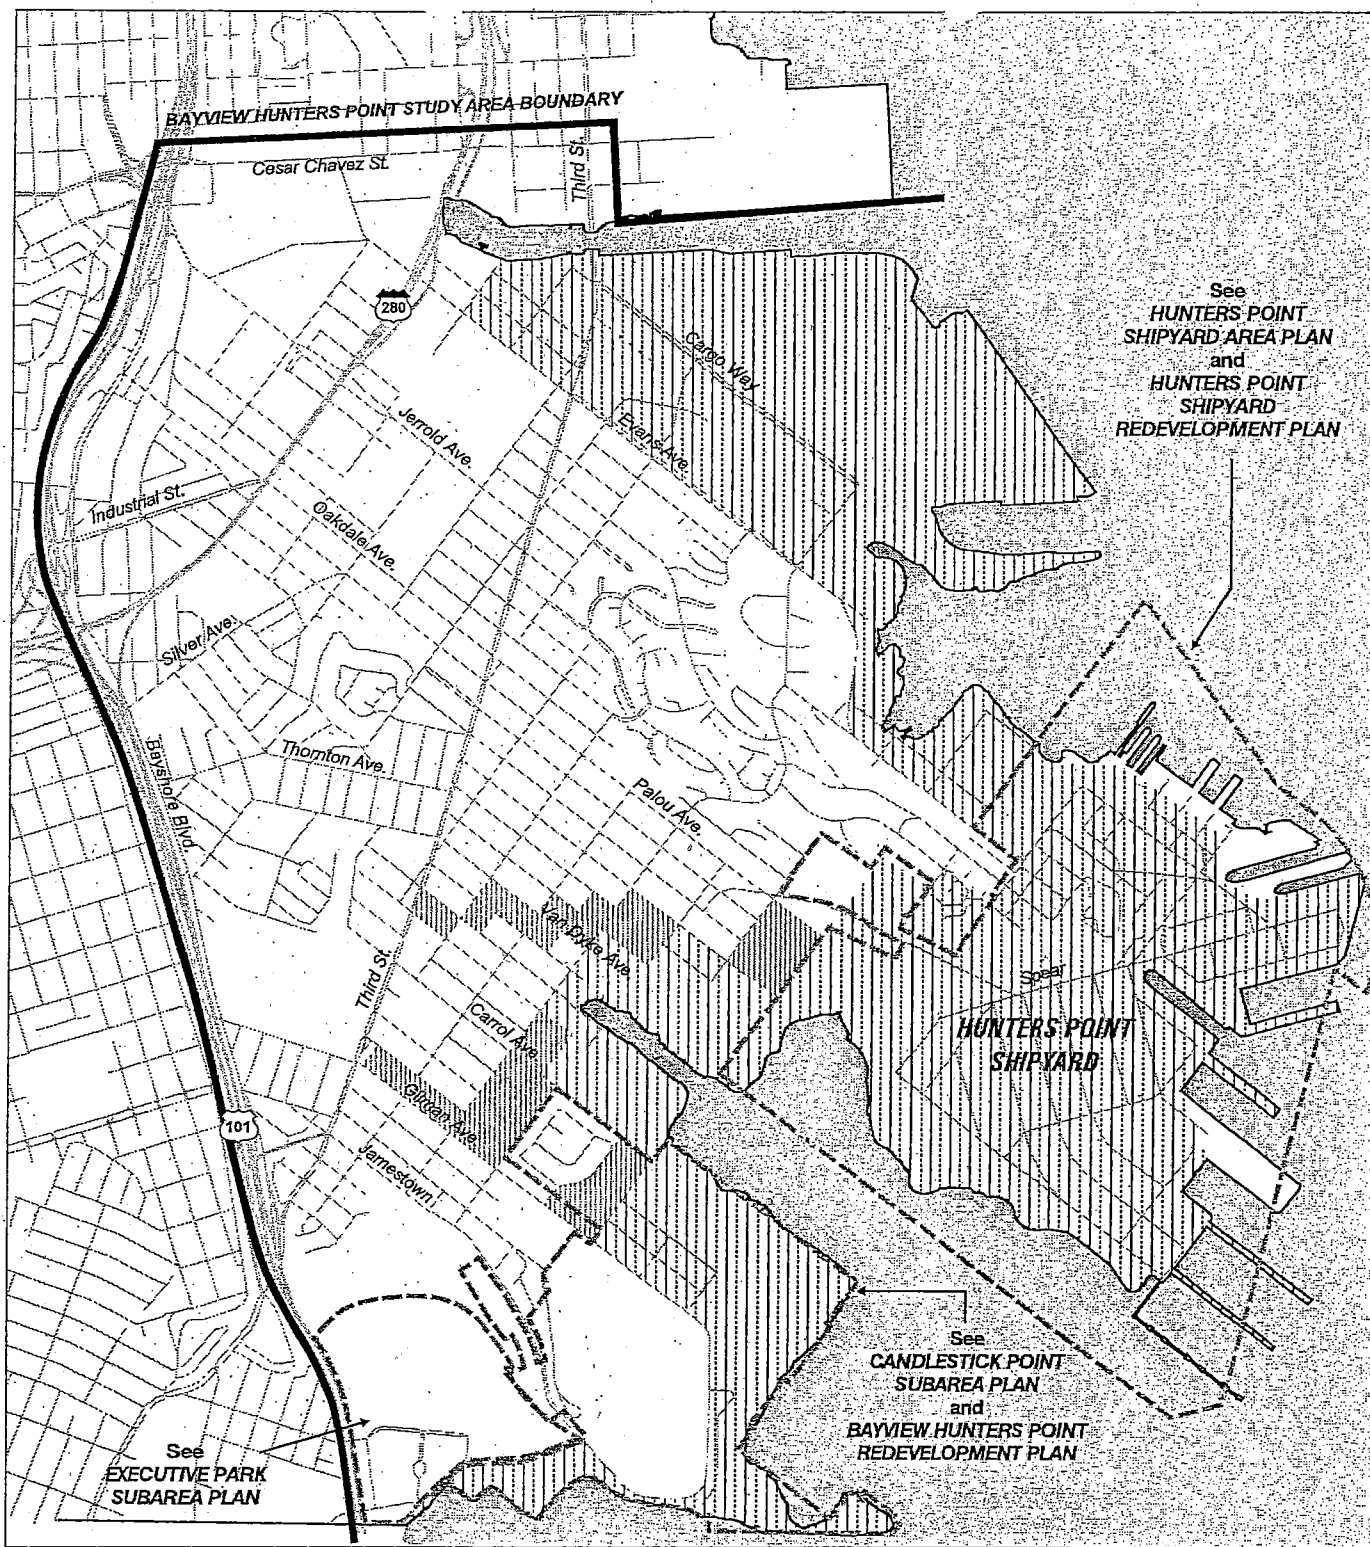 BAYVIEW HUNTERS POINT STUDY AREA BOUNDARY
Cesar Chavez St.
Third St.
280
See
HUNTERS POINT
SHIPYARD AREA PLAN
and
HUNTERS POINT
SHIPYARD
REDEVELOPMENT PLAN
Cargo Way
Evans Ave.
Jerrold Ave.
Industrial St.
Oakdale Ave.
Silver Ave.
Thornton Ave.
Bayshore Blvd.
Palou Ave.
Van Dyke Ave.
Third St.
Carrol Ave.
Spear
HUNTERS POINT
SHIPYARD
Gilman Ave.
101
Jamestown
See
CANDLESTICK POINT
SUBAREA PLAN
and
BAYVIEW HUNTERS POINT
REDEVELOPMENT PLAN
See
EXECUTIVE PARK
SUBAREA PLAN